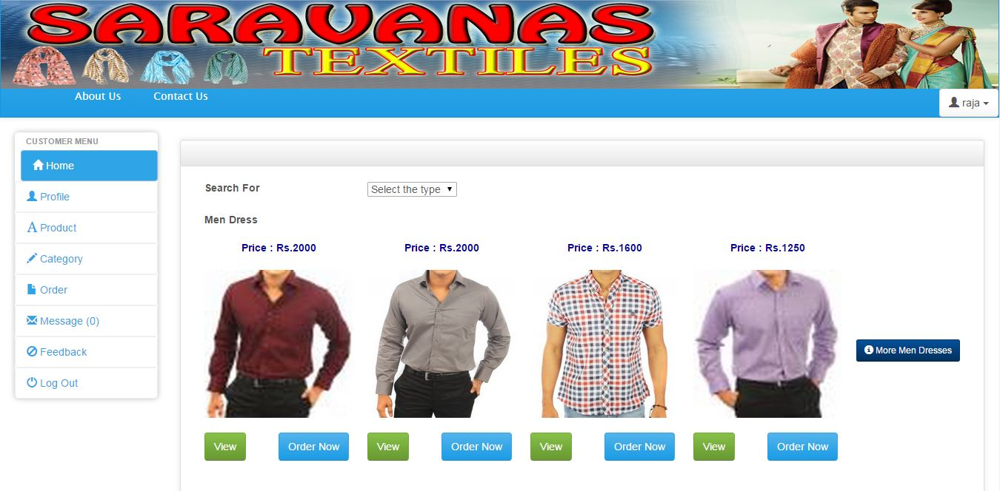 SARAVANAS
TEXTILES
About Us
Contact Us
raja
CUSTOMER MENU
Home
Profile
Product
Category
Order
Message (0)
Feedback
Log Out
Search For
Select the type
Men Dress
Price : Rs.2000
Price : Rs.2000
Price : Rs.1600
Price : Rs.1250
More Men Dresses
View
Order Now
View
Order Now
View
Order Now
View
Order Now